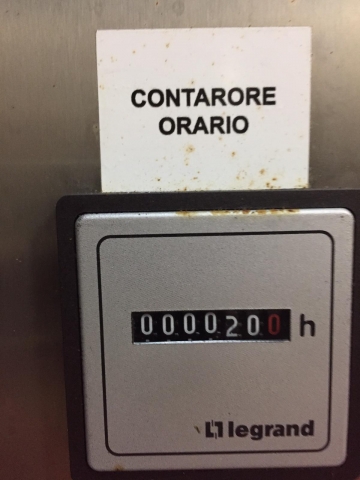 CONTARORE
ORARIO
0000200 h
legrand